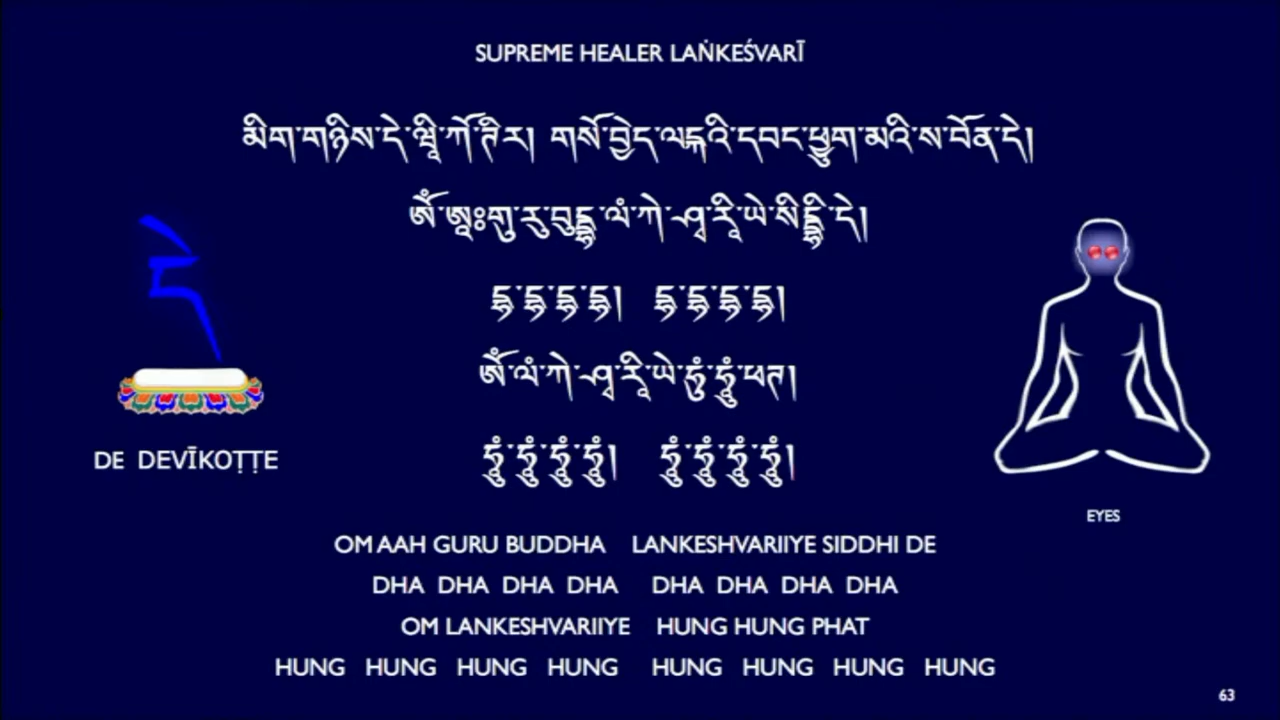 SUPREME HEALER LAṄKEŚVARĪ
མིག་གཉིས་དེ་ཝཱི་ཀོ་ཊིར། གསོ་བྱེད་ལངྐའི་དབང་ཕྱུག་མའི་ས་བོན་དེ།
ཨོཾ་ཨཱཿགུ་རུ་བུདྡྷ་ལཾ་ཀེ་ཤྭ་རཱི་ཡེ་སིདྡྷི་དེ།
དྷ་དྷ་དྷ་དྷ། དྷ་དྷ་དྷ་དྷ།
ཨོཾ་ལཾ་ཀེ་ཤྭ་རཱི་ཡེ་ཧུཾ་ཧཱུཾ་ཕཊ།
ཧཱུཾ་ཧཱུཾ་ཧཱུཾ་ཧཱུཾ། ཧཱུཾ་ཧཱུཾ་ཧཱུཾ་ཧཱུཾ།
དེ
DE DEVĪKOṬṬE
EYES
OM AAH GURU BUDDHA LANKESHVARIIYE SIDDHI DE
DHA DHA DHA DHA DHA DHA DHA DHA
OM LANKESHVARIIYE HUNG HUNG PHAT
HUNG HUNG HUNG HUNG HUNG HUNG HUNG HUNG
63